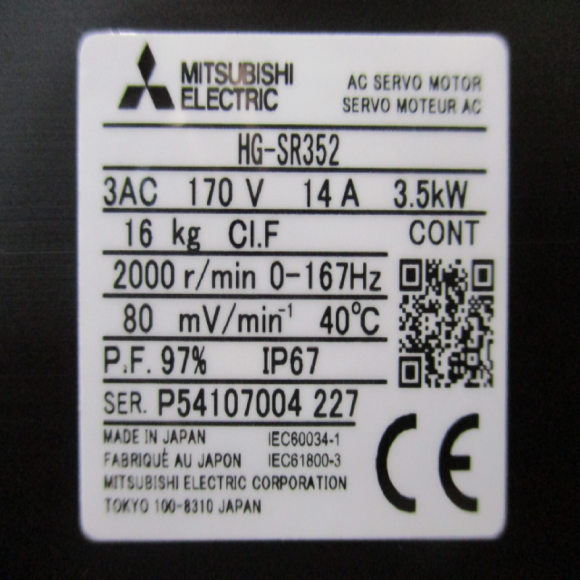 MITSUBISHI
ELECTRIC
AC SERVO MOTOR
SERVO MOTEUR AC
HG-SR352
3AC 170 V 14 A 3.5kW
16 kg CI.F CONT
2000 r/min 0-167Hz
80 mV/min⁻¹ 40℃
P.F. 97% IP67
SER. P54107004 227
MADE IN JAPAN IEC60034-1
FABRIQUÉ AU JAPON IEC61800-3
MITSUBISHI ELECTRIC CORPORATION
TOKYO 100-8310 JAPAN
CE